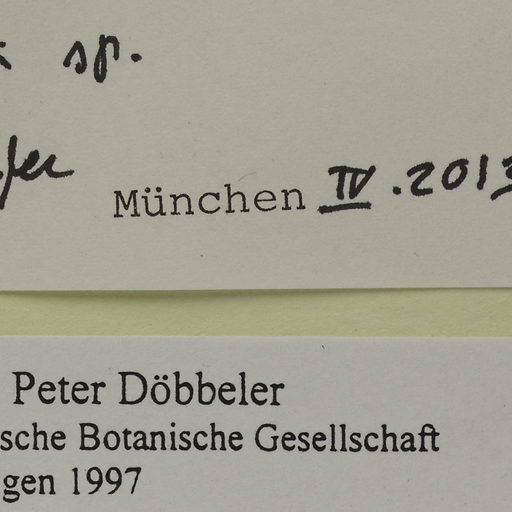 sp.
München IV.2013
Peter Döbbeler
sche Botanische Gesellschaft
gen 1997